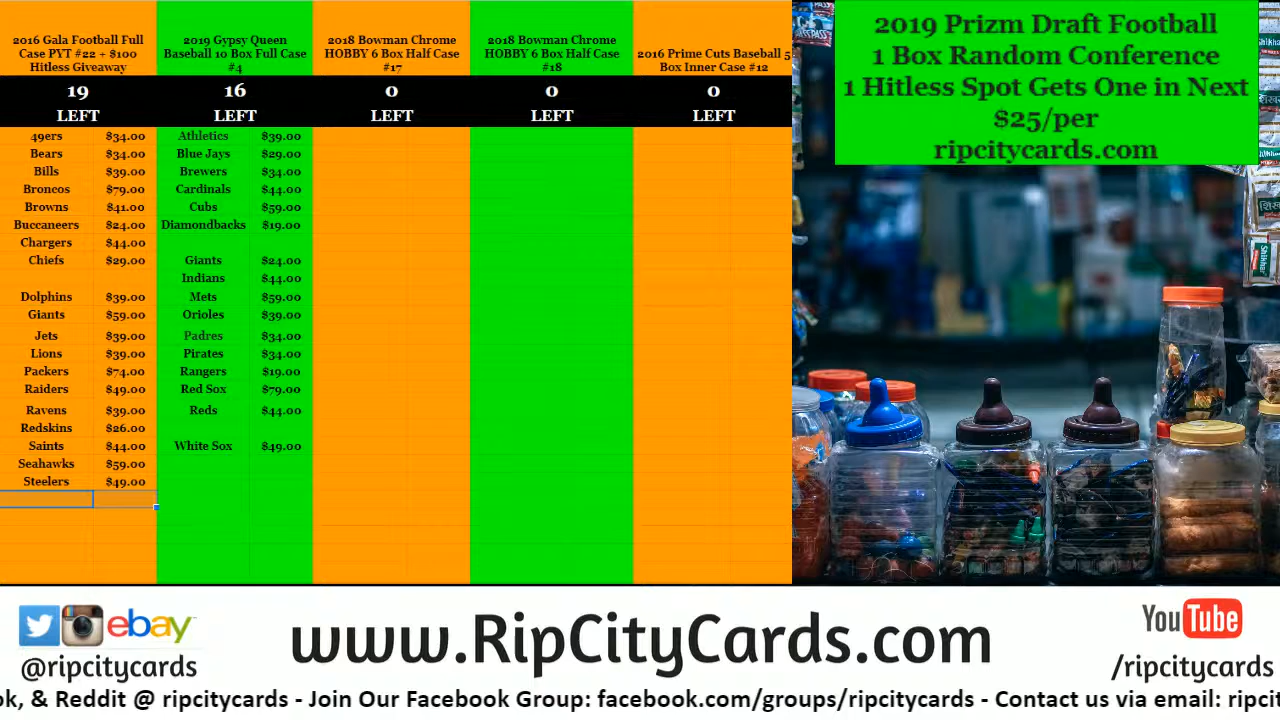 2016 Gala Football Full
Case PYT #22 + $100
Hitless Giveaway
19
LEFT
49ers $34.00
Bears $34.00
Bills $39.00
Broncos $79.00
Browns $41.00
Buccaneers $24.00
Chargers $44.00
Chiefs $29.00
Dolphins $39.00
Giants $59.00
Jets $39.00
Lions $39.00
Packers $74.00
Raiders $49.00
Ravens $39.00
Redskins $26.00
Saints $44.00
Seahawks $59.00
Steelers $49.00
2019 Gypsy Queen
Baseball 10 Box Full Case
#4
16
LEFT
Athletics $39.00
Blue Jays $29.00
Brewers $34.00
Cardinals $44.00
Cubs $59.00
Diamondbacks $19.00
Giants $24.00
Indians $44.00
Mets $59.00
Orioles $39.00
Padres $34.00
Pirates $34.00
Rangers $19.00
Red Sox $79.00
Reds $44.00
White Sox $49.00
2018 Bowman Chrome
HOBBY 6 Box Half Case
#17
0
LEFT
2018 Bowman Chrome
HOBBY 6 Box Half Case
#18
0
LEFT
2016 Prime Cuts Baseball 5
Box Inner Case #12
0
LEFT
2019 Prizm Draft Football
1 Box Random Conference
1 Hitless Spot Gets One in Next
$25/per
ripcitycards.com
Shikhar
शिखर
Shikhar
ebay
@ripcitycards
www.RipCityCards.com
YouTube
/ripcitycards
ok, & Reddit @ ripcitycards - Join Our Facebook Group: facebook.com/groups/ripcitycards - Contact us via email: ripcit